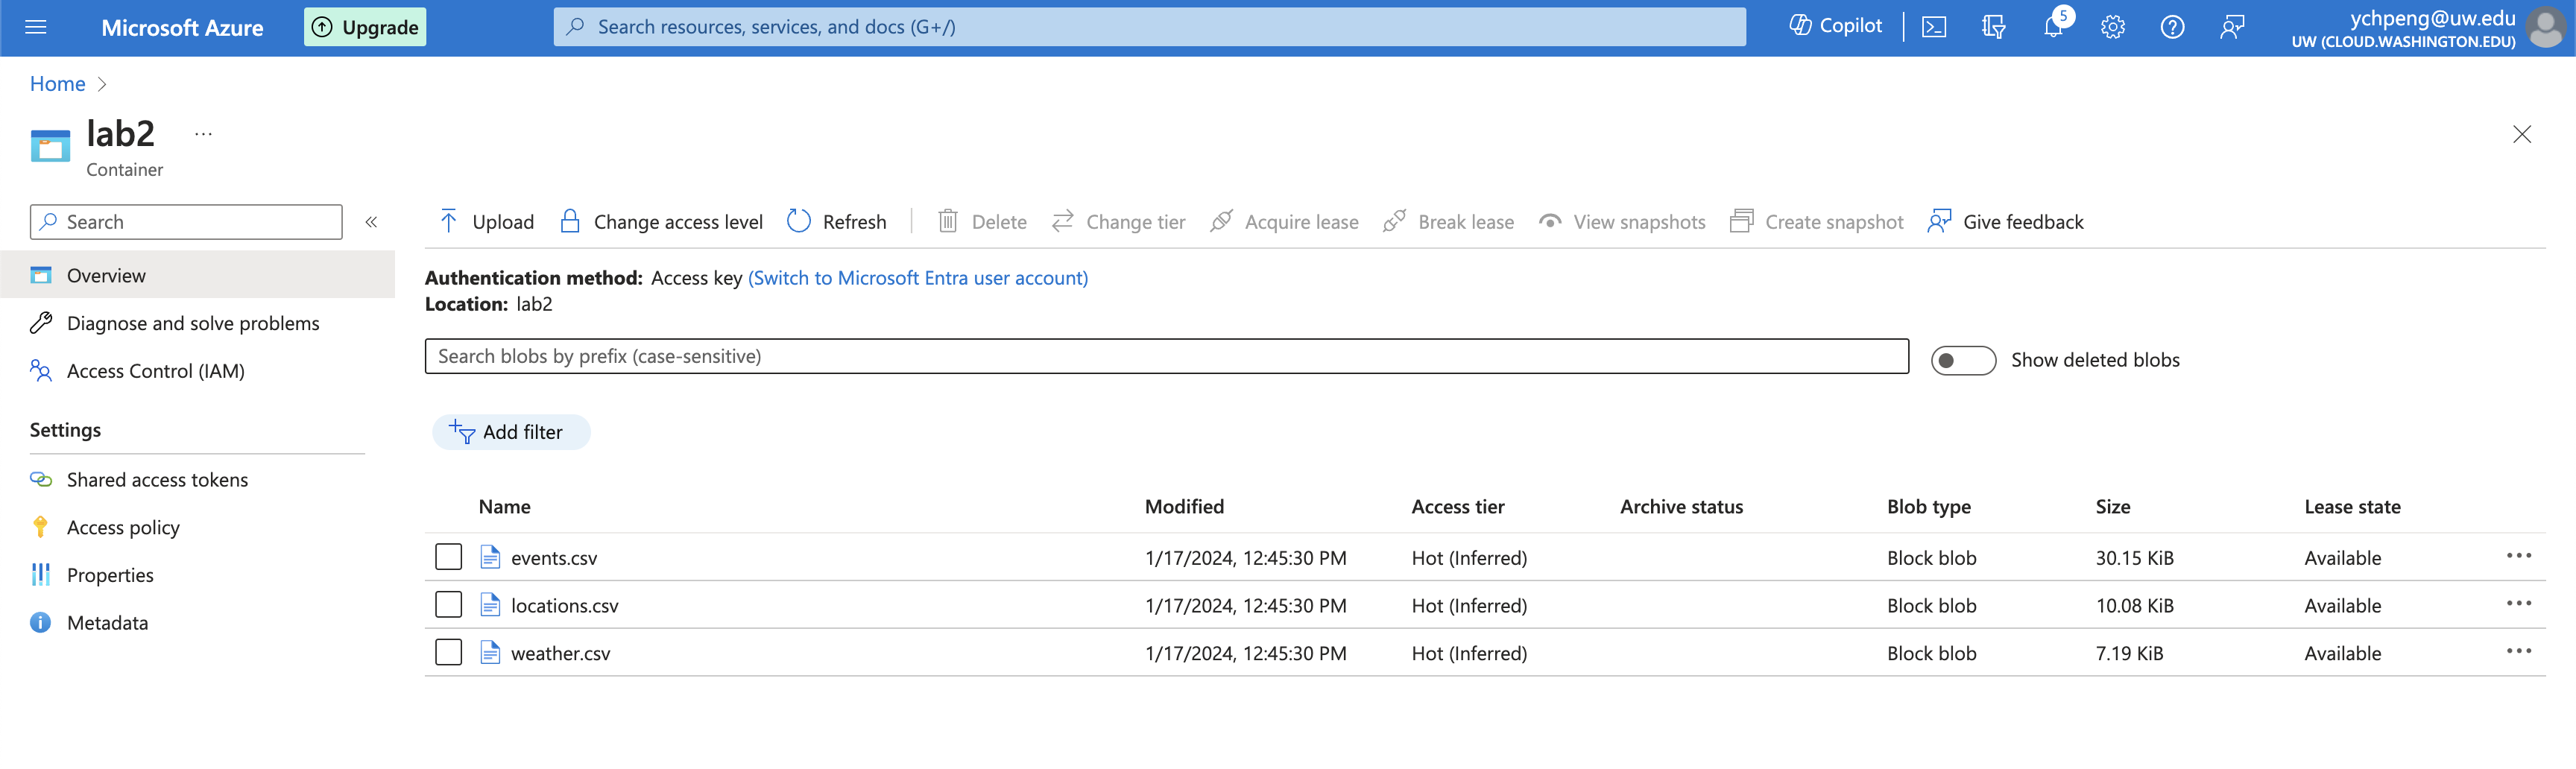 Microsoft Azure
Upgrade
Search resources, services, and docs (G+/)
Copilot
5
ychpeng@uw.edu
UW (CLOUD.WASHINGTON.EDU)
Home
lab2
Container
Search
Overview
Diagnose and solve problems
Access Control (IAM)
Settings
Shared access tokens
Access policy
Properties
Metadata
Upload Change access level Refresh Delete Change tier Acquire lease Break lease View snapshots Create snapshot Give feedback
Authentication method: Access key (Switch to Microsoft Entra user account)
Location: lab2
Search blobs by prefix (case-sensitive)
Show deleted blobs
Add filter
Name Modified Access tier Archive status Blob type Size Lease state
events.csv 1/17/2024, 12:45:30 PM Hot (Inferred) Block blob 30.15 KiB Available
locations.csv 1/17/2024, 12:45:30 PM Hot (Inferred) Block blob 10.08 KiB Available
weather.csv 1/17/2024, 12:45:30 PM Hot (Inferred) Block blob 7.19 KiB Available